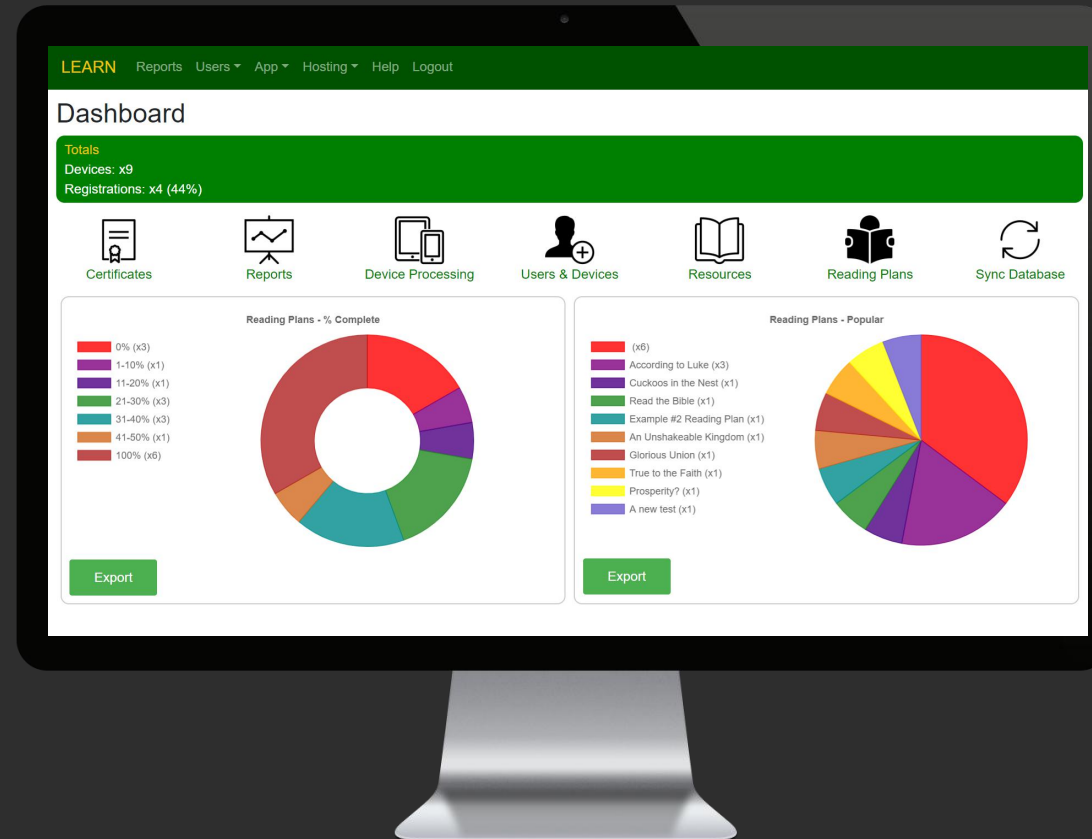 LEARN Reports Users App Hosting Help Logout
Dashboard
Totals
Devices: x9
Registrations: x4 (44%)
Certificates Reports Device Processing Users & Devices Resources Reading Plans Sync Database
Reading Plans - % Complete
0% (x3)
1-10% (x1)
11-20% (x1)
21-30% (x3)
31-40% (x3)
41-50% (x1)
100% (x6)
Export
Reading Plans - Popular
(x6)
According to Luke (x3)
Cuckoos in the Nest (x1)
Read the Bible (x1)
Example #2 Reading Plan (x1)
An Unshakeable Kingdom (x1)
Glorious Union (x1)
True to the Faith (x1)
Prosperity? (x1)
A new test (x1)
Export